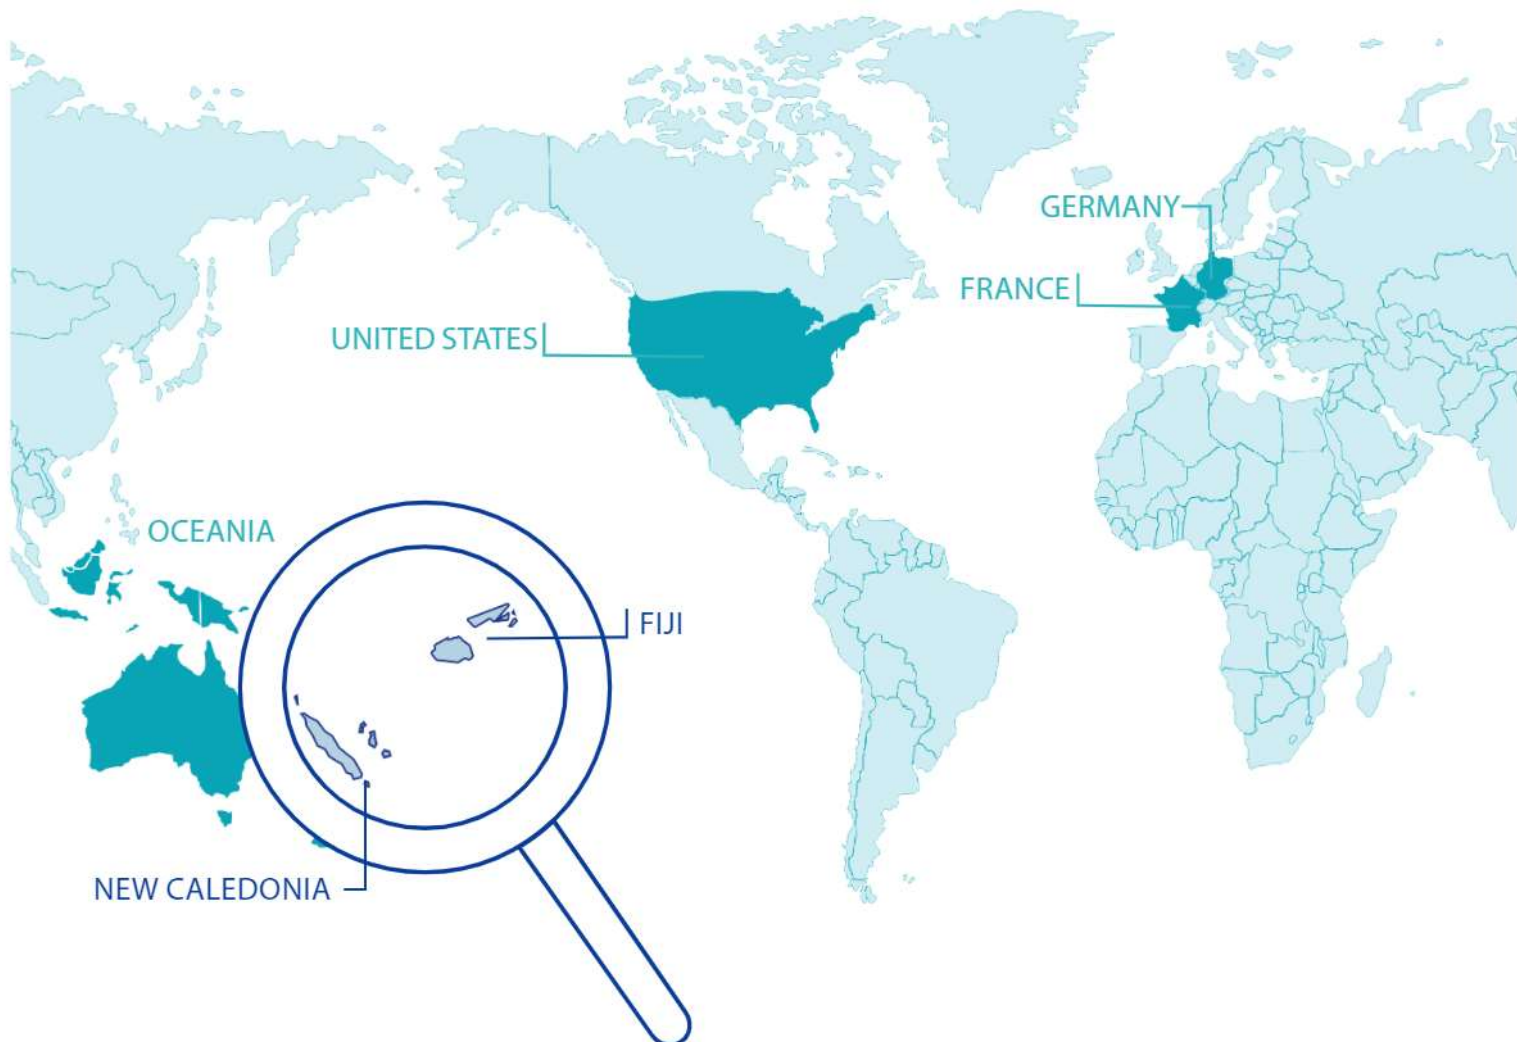 GERMANY
FRANCE
UNITED STATES
OCEANIA
FIJI
NEW CALEDONIA